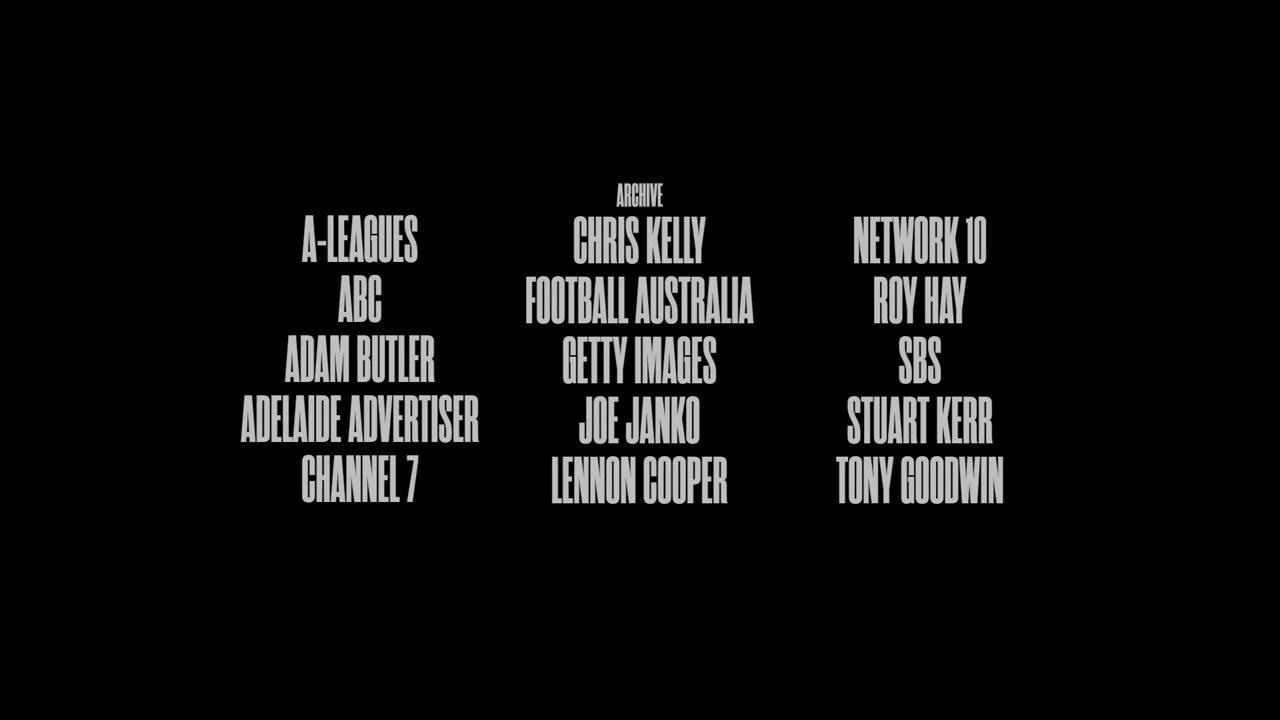 ARCHIVE
A-LEAGUES
ABC
ADAM BUTLER
ADELAIDE ADVERTISER
CHANNEL 7
CHRIS KELLY
FOOTBALL AUSTRALIA
GETTY IMAGES
JOE JANKO
LENNON COOPER
NETWORK 10
ROY HAY
SBS
STUART KERR
TONY GOODWIN